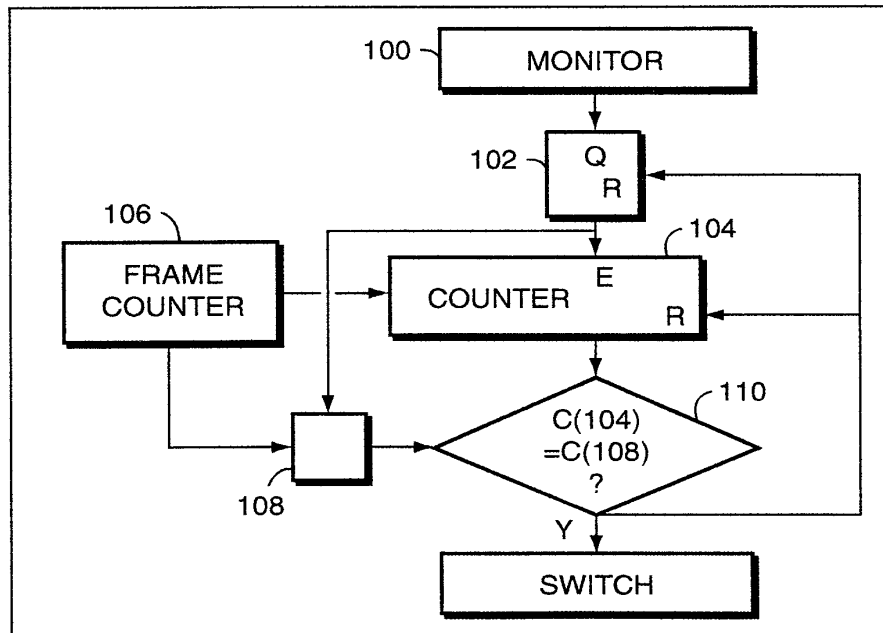 100
MONITOR
102
Q
R
106
104
FRAME
COUNTER
E
COUNTER
R
110
C(104)
=C(108)
?
108
Y
SWITCH